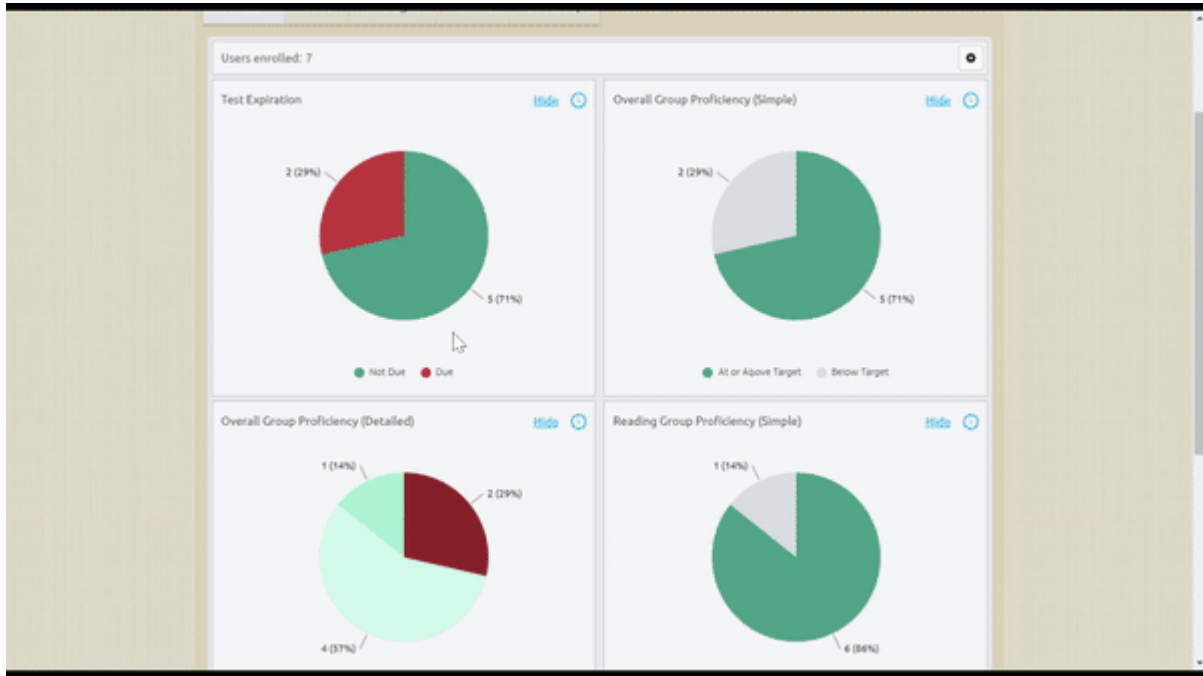 Users enrolled: 7
Test Expiration Hide
2 (29%)
5 (71%)
Not Due Due
Overall Group Proficiency (Simple) Hide
2 (29%)
5 (71%)
At or Above Target Below Target
Overall Group Proficiency (Detailed) Hide
1 (14%)
2 (29%)
4 (57%)
Reading Group Proficiency (Simple) Hide
1 (14%)
6 (86%)